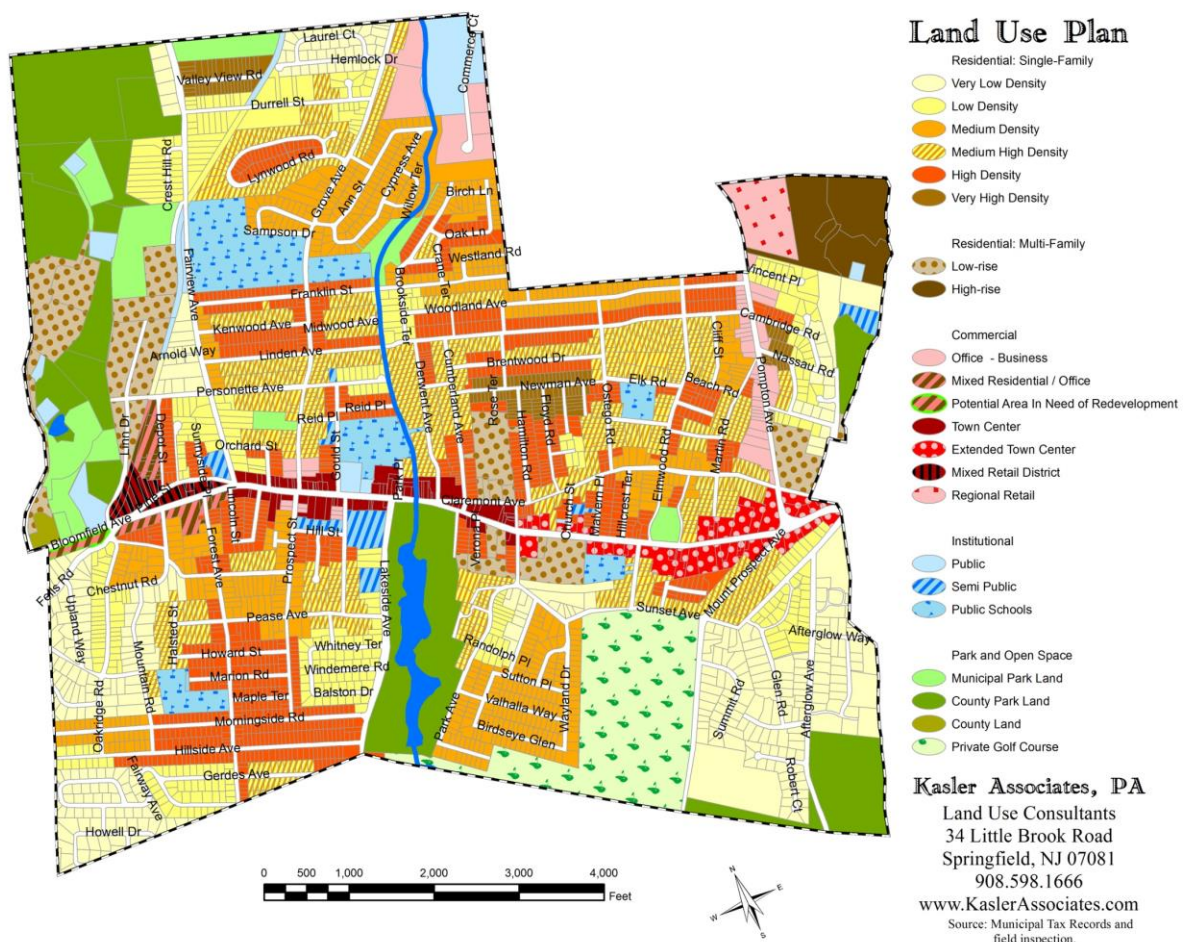 Land Use Plan
Residential: Single-Family
Very Low Density
Low Density
Medium Density
Medium High Density
High Density
Very High Density
Residential: Multi-Family
Low-rise
High-rise
Commercial
Office - Business
Mixed Residential / Office
Potential Area In Need of Redevelopment
Town Center
Extended Town Center
Mixed Retail District
Regional Retail
Institutional
Public
Semi Public
Public Schools
Park and Open Space
Municipal Park Land
County Park Land
County Land
Private Golf Course
Kasler Associates, PA
Land Use Consultants
34 Little Brook Road
Springfield, NJ 07081
908.598.1666
www.KaslerAssociates.com
Source: Municipal Tax Records and
field inspection.
Laurel Ct
Hemlock Dr
Commerce Ct
Valley View Rd
Durrell St
Crest Hill Rd
Lynwood Rd
Grove Ave
Ann St
Cypress Ave
Willow Ter
Birch Ln
Sampson Dr
Oak Ln
Crane Ter
Westland Rd
Fairview Ave
Brookside Ter
Franklin St
Woodland Ave
Vincent Pl
Kenwood Ave
Midwood Ave
Cliff St
Cambridge Rd
Arnold Way
Linden Ave
Brentwood Dr
Nassau Rd
Personette Ave
Derwent Ave
Cumberland Ave
Newman Ave
Elk Rd
Beach Rd
Pompton Ave
Rose Ter
Reid Pl
Reid Pl
Linn Dr
Depot St
Sunnyside Pl
Orchard St
Gould St
Hamilton Rd
Floyd Rd
Otsego Rd
Martin Rd
Elmwood Rd
Pine St
Lincoln St
Park Pl
Claremont Ave
Church St
Malvern Pl
Hillcrest Ter
Bloomfield Ave
Forest Ave
Prospect St
Hill St
Verona Pl
Fells Rd
Chestnut Rd
Mount Prospect Ave
Upland Way
Halsted St
Pease Ave
Lakeside Ave
Sunset Ave
Mountain Rd
Howard St
Whitney Ter
Randolph Pl
Afterglow Way
Marion Rd
Windemere Rd
Sutton Pl
Wayland Dr
Glen Rd
Oakridge Rd
Maple Ter
Balston Dr
Valhalla Way
Summit Rd
Afterglow Ave
Morningside Rd
Park Ave
Birdseye Glen
Hillside Ave
Fairway Ave
Gerdes Ave
Robert Ct
Howell Dr
0 500 1,000 2,000 3,000 4,000
Feet
N
W
E
S